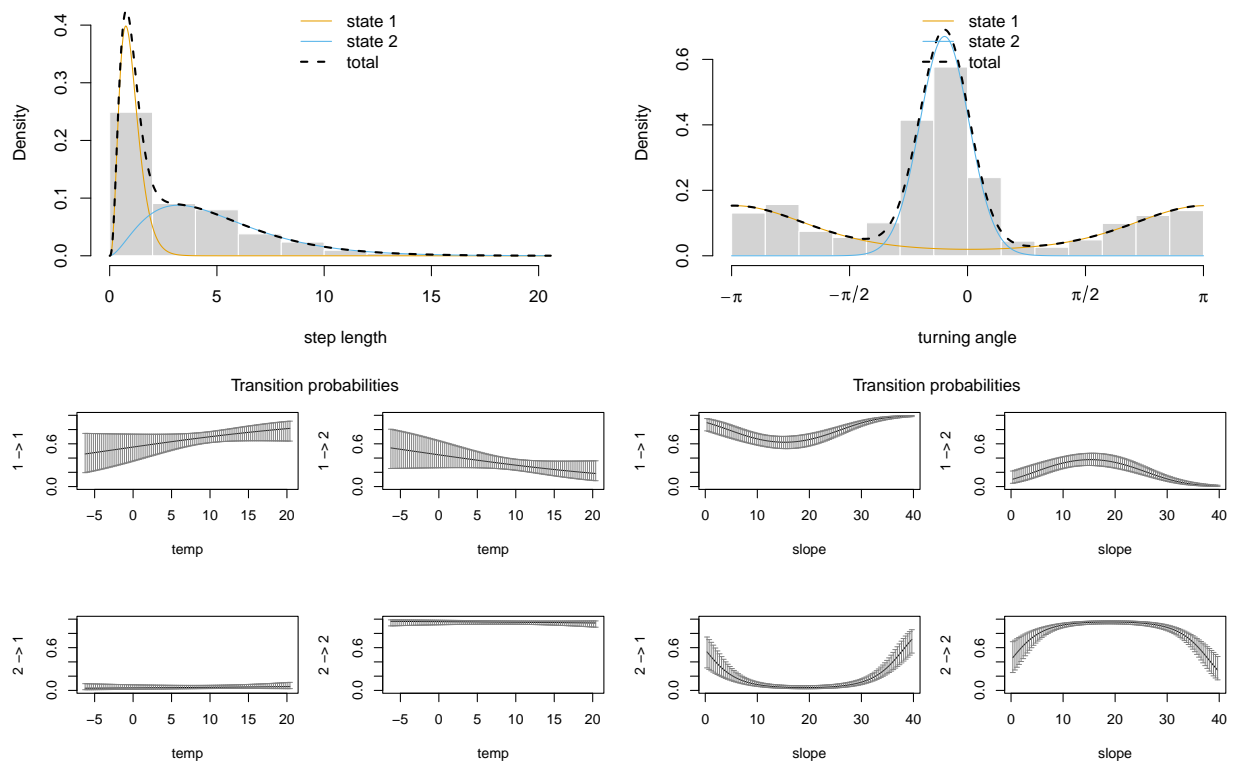 state 1
state 2
total
Density
0.0 0.1 0.2 0.3 0.4
0 5 10 15 20
step length
state 1
state 2
total
Density
0.0 0.2 0.4 0.6
−π −π/2 0 π/2 π
turning angle
Transition probabilities
1 −> 1
0.0 0.6
−5 0 5 10 15 20
temp
1 −> 2
0.0 0.6
−5 0 5 10 15 20
temp
2 −> 1
0.0 0.6
−5 0 5 10 15 20
temp
2 −> 2
0.0 0.6
−5 0 5 10 15 20
temp
Transition probabilities
1 −> 1
0.0 0.6
0 10 20 30 40
slope
1 −> 2
0.0 0.6
0 10 20 30 40
slope
2 −> 1
0.0 0.6
0 10 20 30 40
slope
2 −> 2
0.0 0.6
0 10 20 30 40
slope